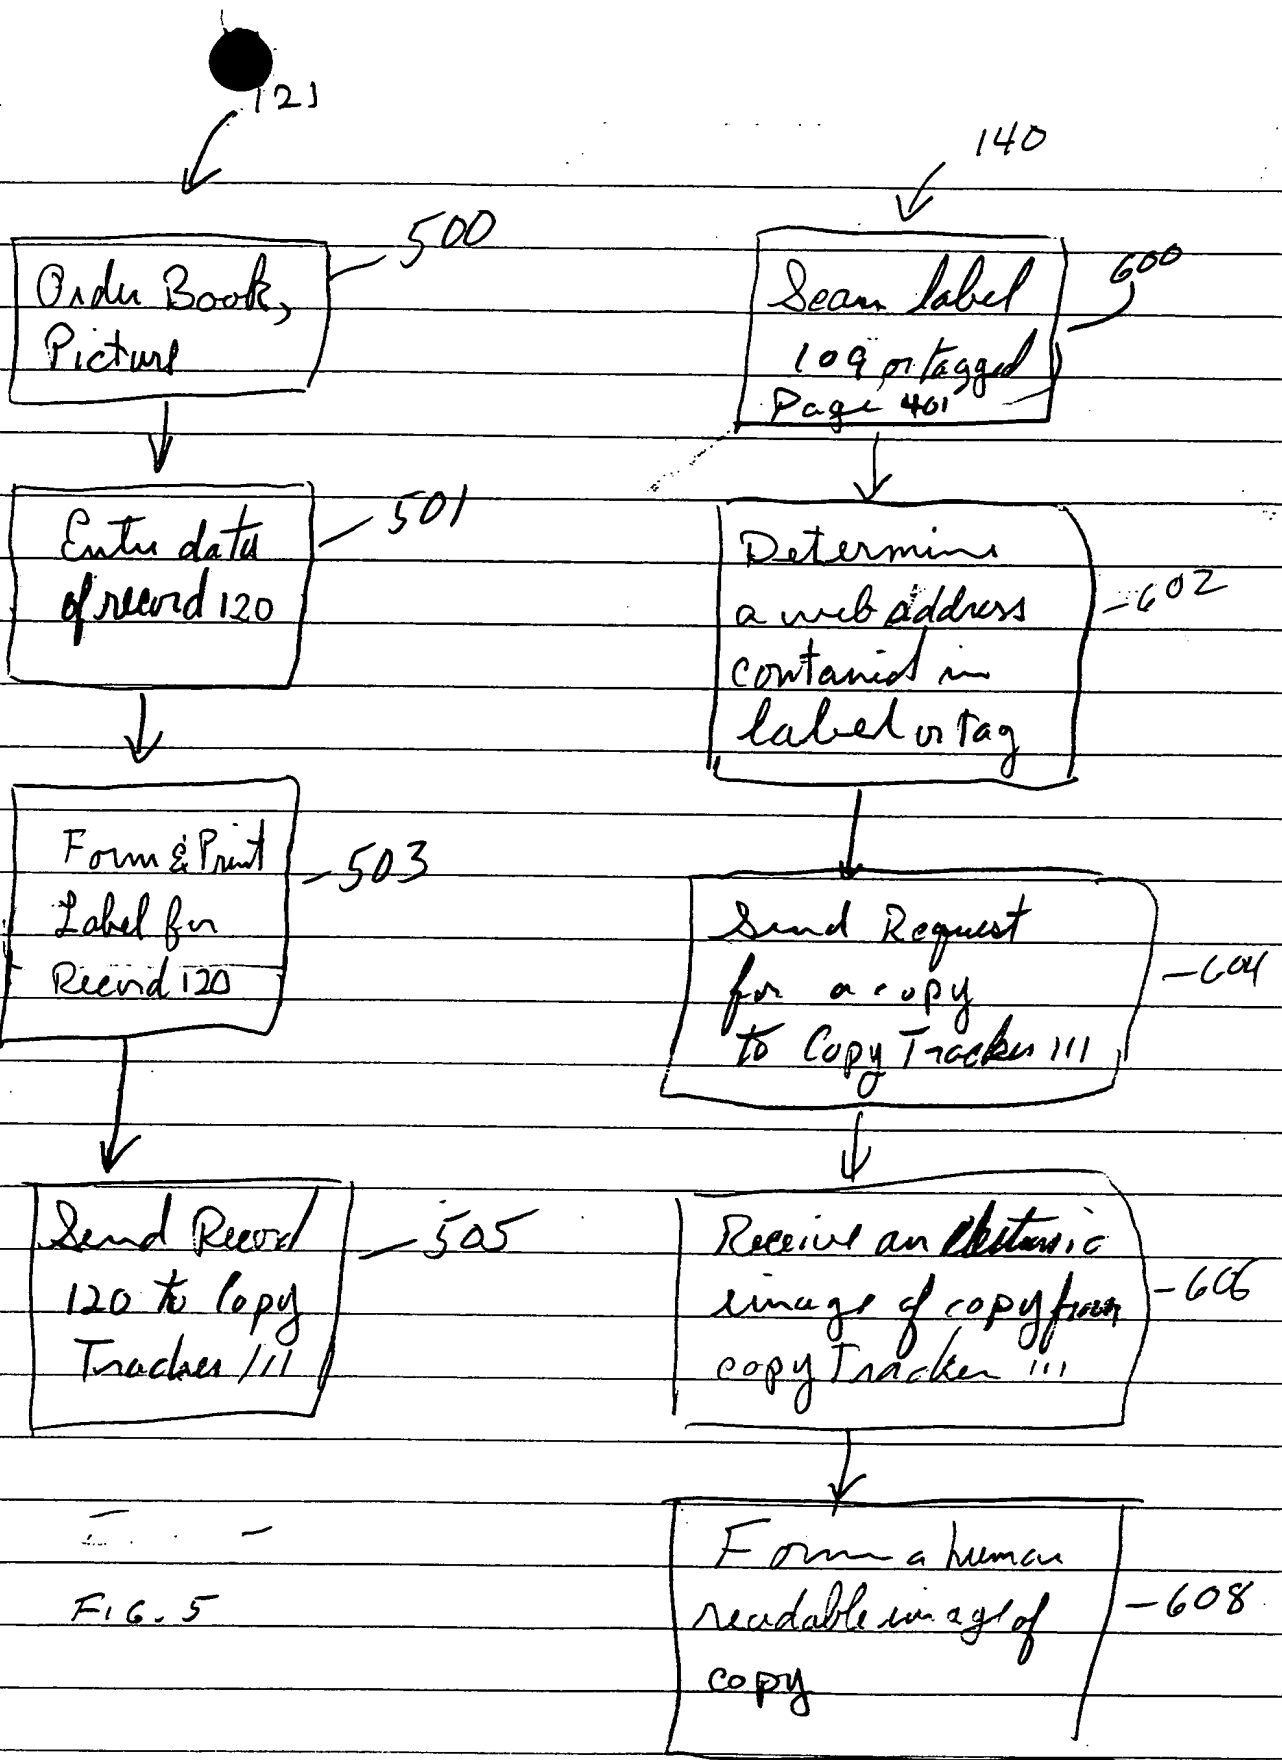 121
500
Order Book,
Picture
501
Enter data
of record 120
503
Form & Print
Label for
Record 120
505
Send Record
120 to Copy
Tracker 111
FIG. 5
140
600
Scan label
109 or tagged
Page 401
602
Determine
a web address
contained in
label or tag
604
Send Request
for a copy
to Copy Tracker 111
606
Receive an electronic
image of copy from
copy Tracker 111
608
Form a human
readable image of
copy